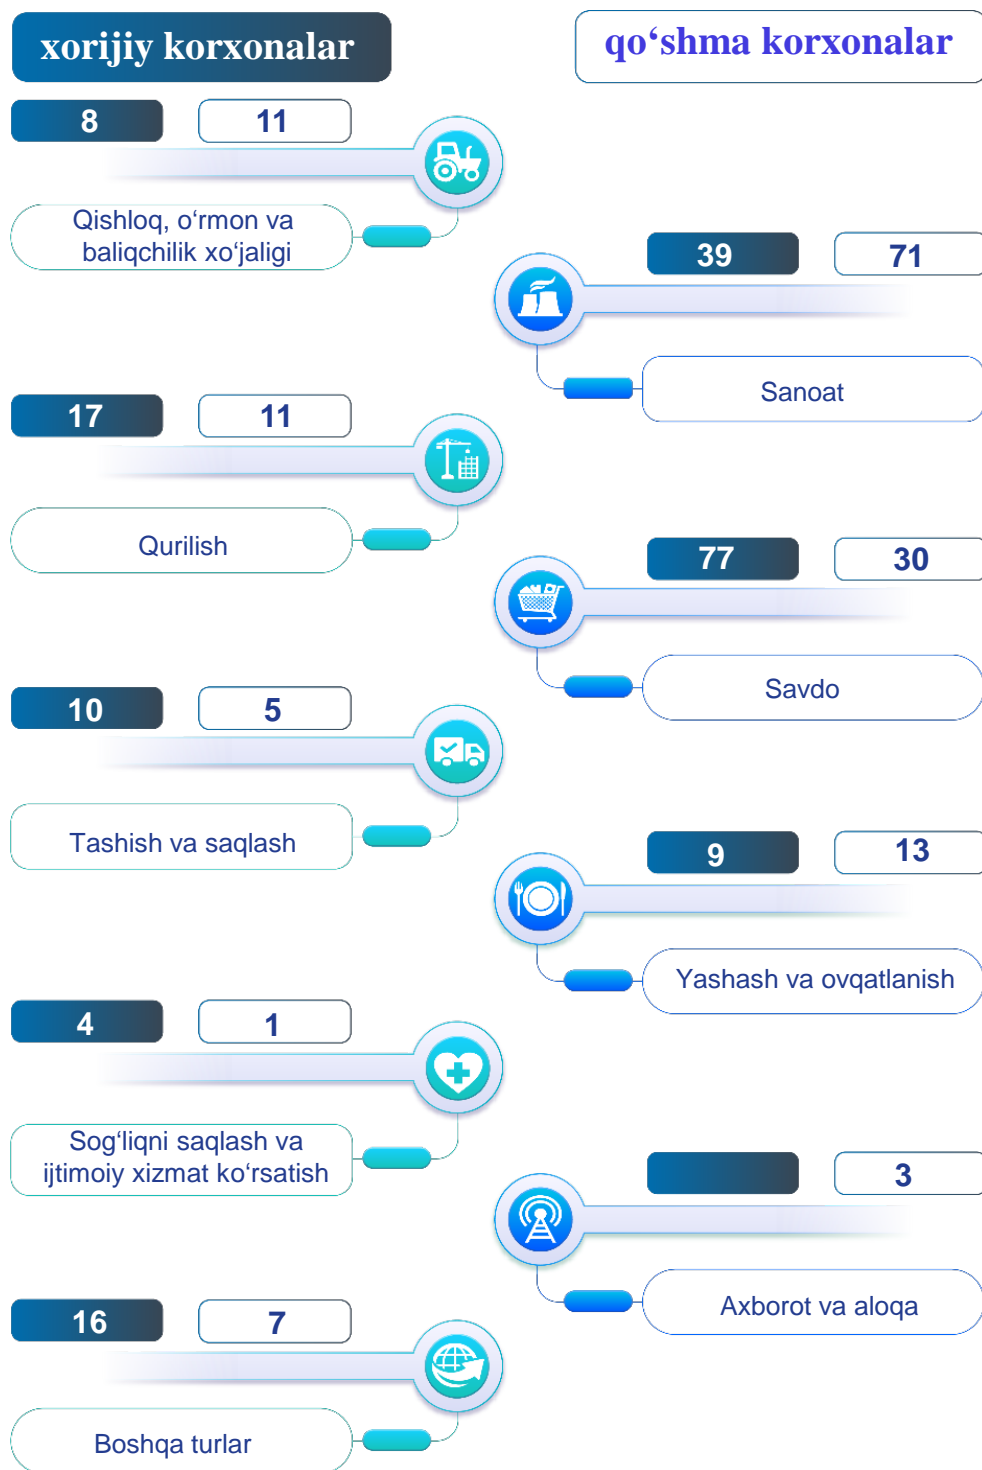 xorijiy korxonalar
qo‘shma korxonalar
8
11
Qishloq, o‘rmon va
baliqchilik xo‘jaligi
39
71
Sanoat
17
11
Qurilish
77
30
Savdo
10
5
Tashish va saqlash
9
13
Yashash va ovqatlanish
4
1
Sog‘liqni saqlash va
ijtimoiy xizmat ko‘rsatish
3
Axborot va aloqa
16
7
Boshqa turlar